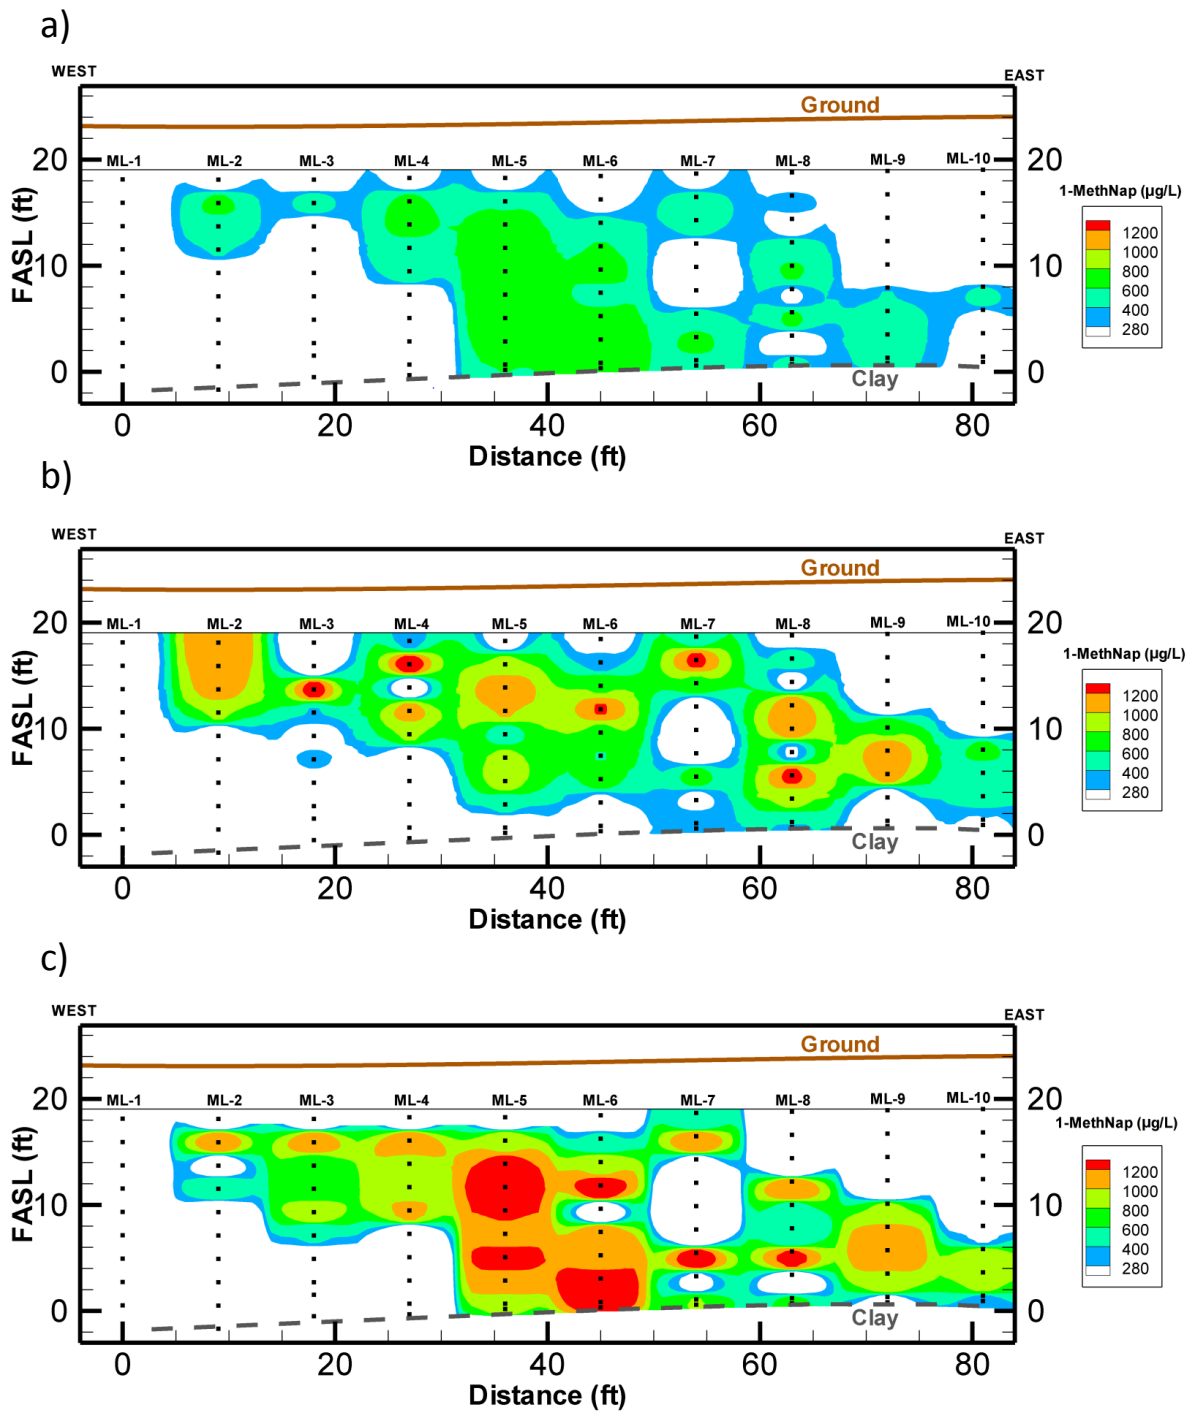 a)
WEST
EAST
Ground
ML-1 ML-2 ML-3 ML-4 ML-5 ML-6 ML-7 ML-8 ML-9 ML-10
20 20
10 10
0 0
FASL (ft)
Clay
0 20 40 60 80
Distance (ft)
1-MethNap (µg/L)
1200
1000
800
600
400
280
b)
WEST
EAST
Ground
ML-1 ML-2 ML-3 ML-4 ML-5 ML-6 ML-7 ML-8 ML-9 ML-10
20 20
10 10
0 0
FASL (ft)
Clay
0 20 40 60 80
Distance (ft)
1-MethNap (µg/L)
1200
1000
800
600
400
280
c)
WEST
EAST
Ground
ML-1 ML-2 ML-3 ML-4 ML-5 ML-6 ML-7 ML-8 ML-9 ML-10
20 20
10 10
0 0
FASL (ft)
Clay
0 20 40 60 80
Distance (ft)
1-MethNap (µg/L)
1200
1000
800
600
400
280